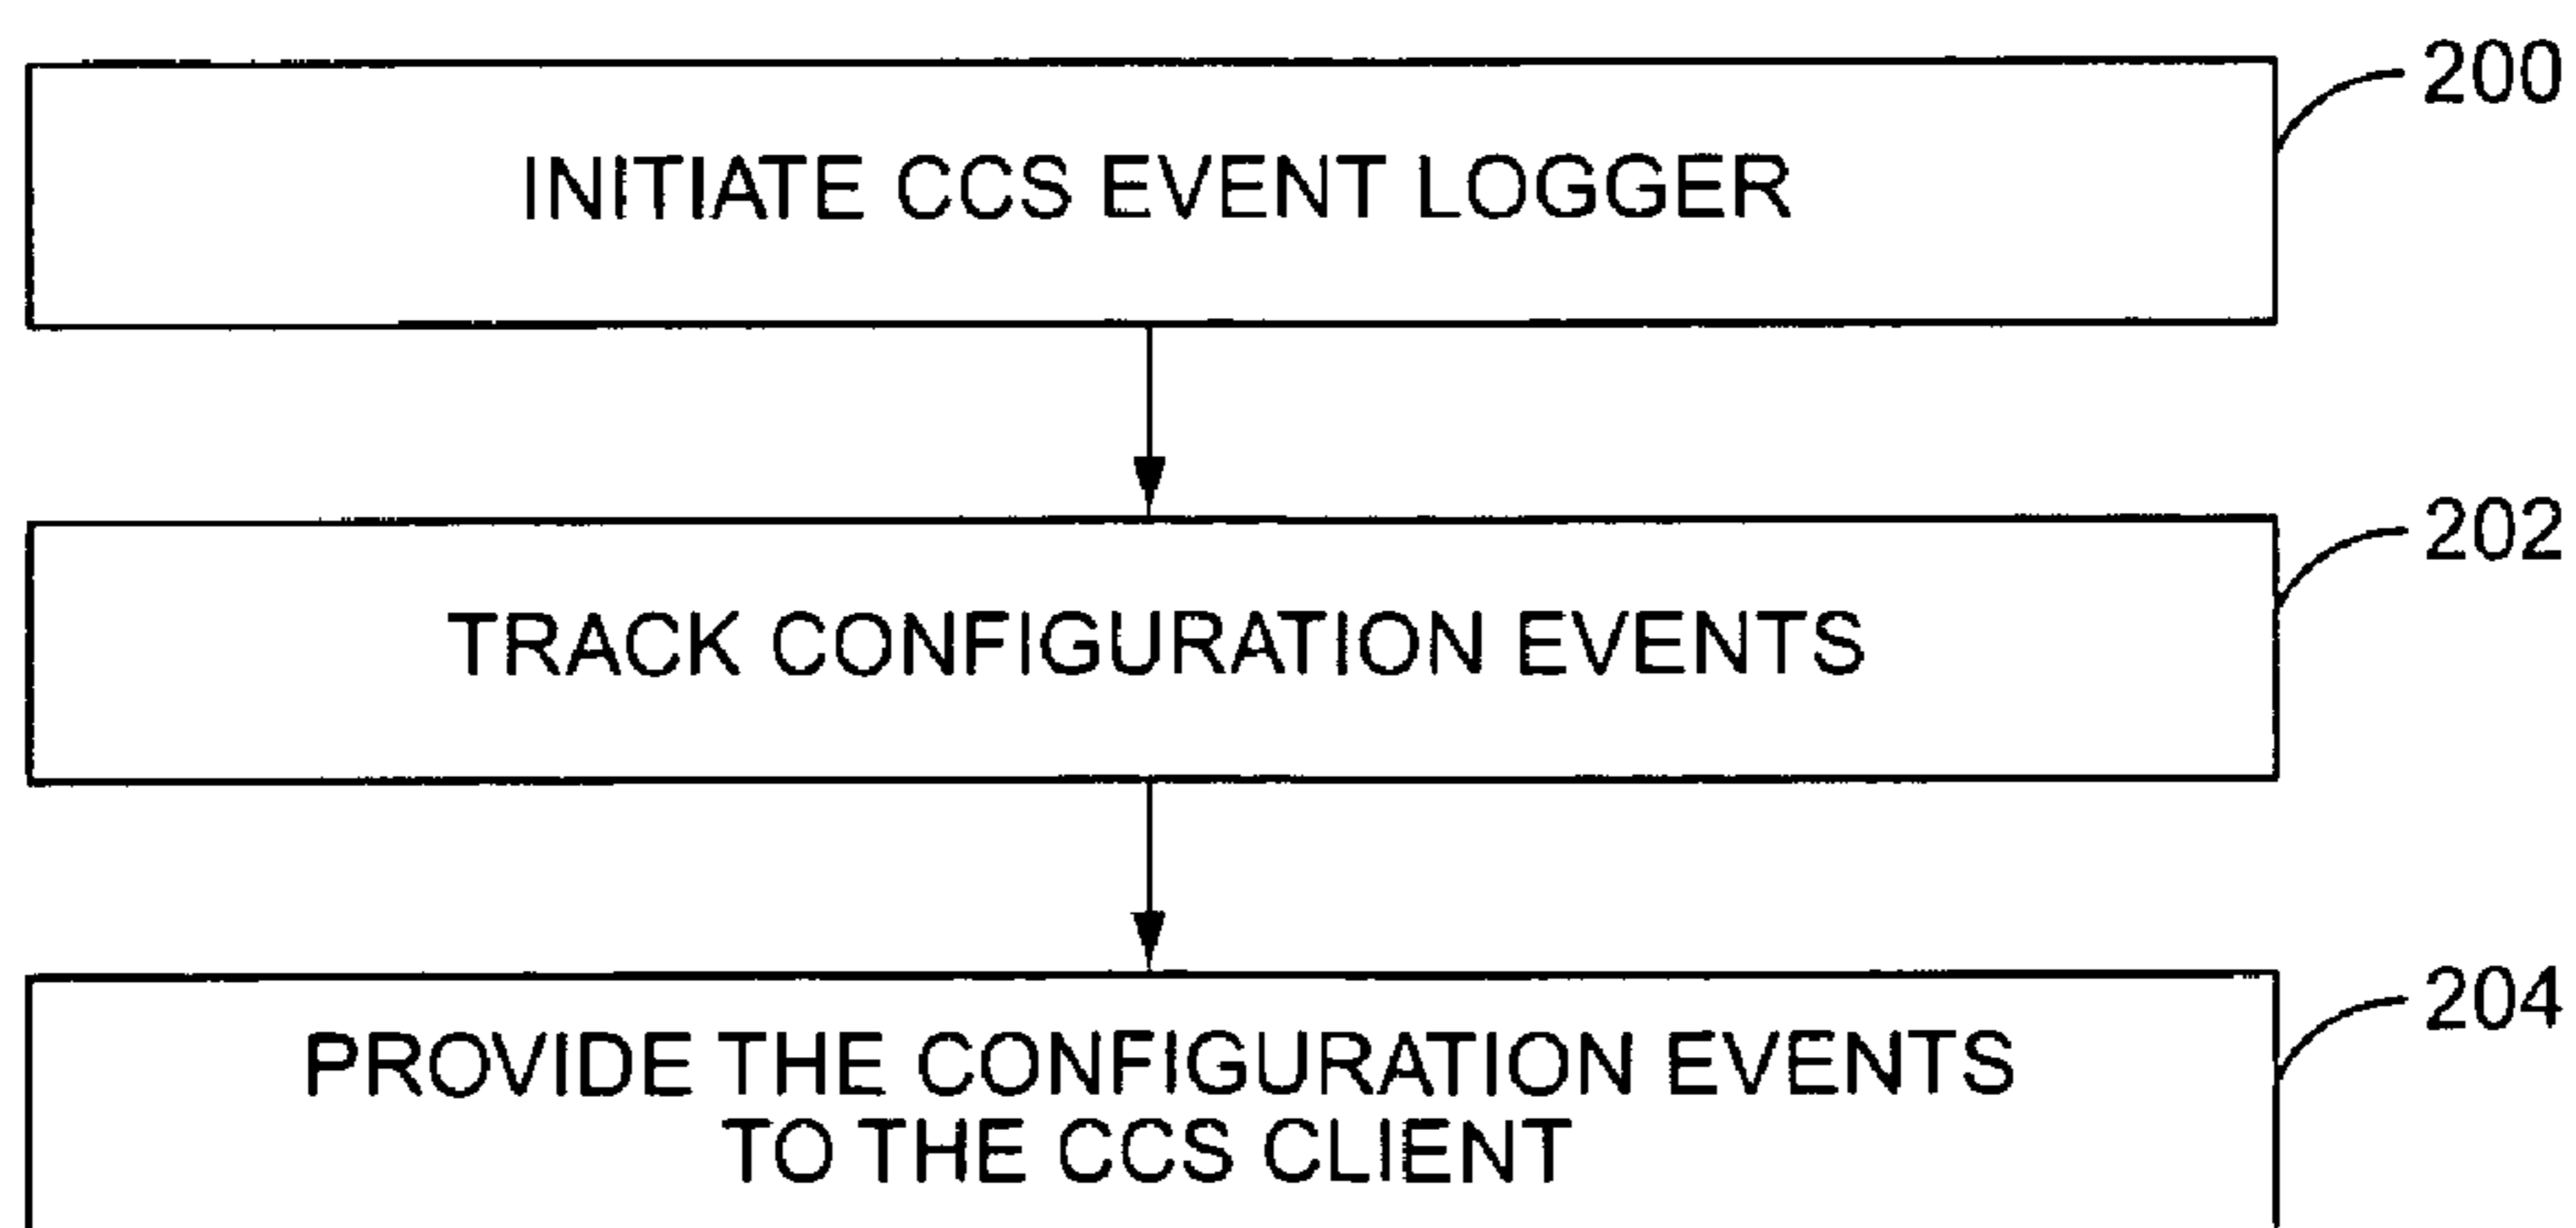 200
INITIATE CCS EVENT LOGGER
202
TRACK CONFIGURATION EVENTS
204
PROVIDE THE CONFIGURATION EVENTS
TO THE CCS CLIENT